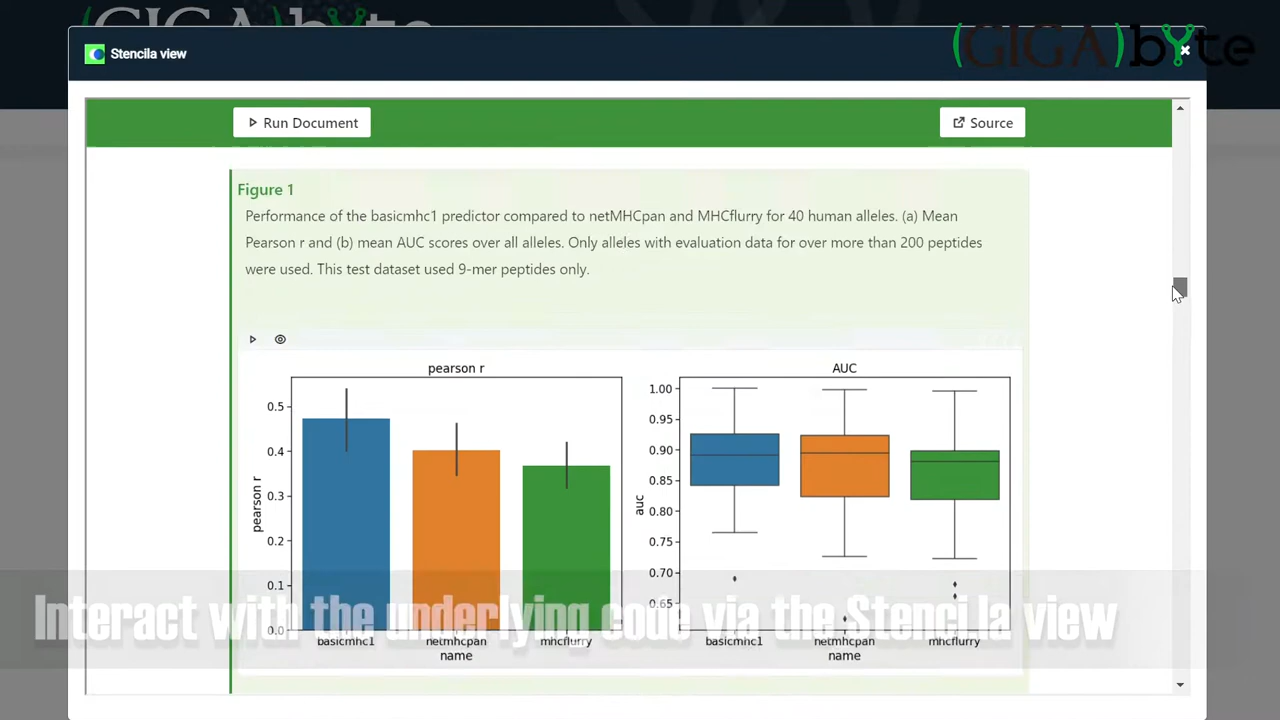 (GIGA)byte
(GIGA)byte
Stencila view
Run Document
Source
Figure 1
Performance of the basicmhc1 predictor compared to netMHCpan and MHCflurry for 40 human alleles. (a) Mean
Pearson r and (b) mean AUC scores over all alleles. Only alleles with evaluation data for over more than 200 peptides
were used. This test dataset used 9-mer peptides only.
pearson r
pearson r
0.5
0.4
0.3
0.2
0.1
0.0
basicmhc1
netmhcpan
mhcflurry
name
AUC
auc
1.00
0.95
0.90
0.85
0.80
0.75
0.70
0.65
basicmhc1
netmhcpan
mhcflurry
name
Interact with the underlying code via the Stencila view